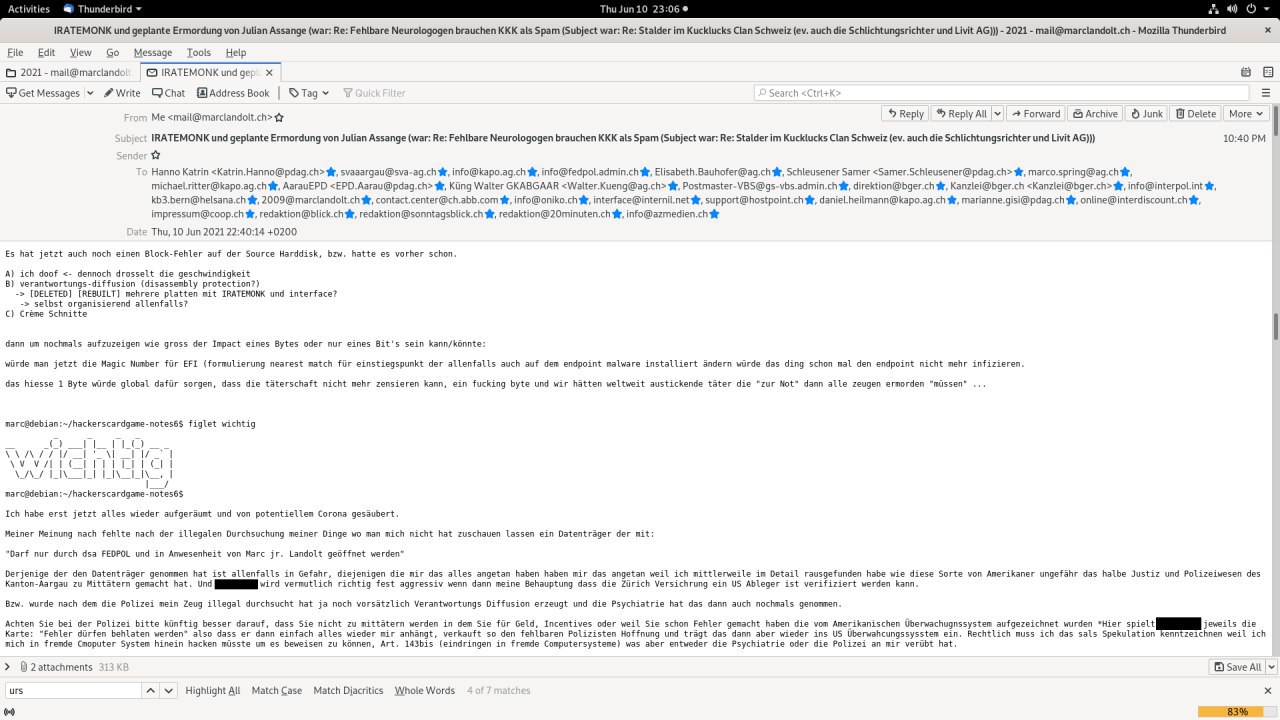 Activities Thunderbird Thu Jun 10 23:06
IRATEMONK und geplante Ermordung von Julian Assange (war: Re: Fehlbare Neurologogen brauchen KKK als Spam (Subject war: Re: Stalder im Kucklucks Clan Schweiz (ev. auch die Schlichtungsrichter und Livit AG))) - 2021 - mail@marclandolt.ch - Mozilla Thunderbird
File Edit View Go Message Tools Help
2021 - mail@marclandolt. IRATEMONK und gepl
Get Messages Write Chat Address Book Tag Quick Filter Search <Ctrl+K>
From Me <mail@marclandolt.ch> Reply Reply All Forward Archive Junk Delete More
Subject IRATEMONK und geplante Ermordung von Julian Assange (war: Re: Fehlbare Neurologogen brauchen KKK als Spam (Subject war: Re: Stalder im Kucklucks Clan Schweiz (ev. auch die Schlichtungsrichter und Livit AG))) 10:40 PM
Sender
To Hanno Katrin <Katrin.Hanno@pdag.ch>, svaaargau@sva-ag.ch, info@kapo.ag.ch, info@fedpol.admin.ch, Elisabeth.Bauhofer@ag.ch, Schleusener Samer <Samer.Schleusener@pdag.ch>, marco.spring@ag.ch,
michael.ritter@kapo.ag.ch, AarauEPD <EPD.Aarau@pdag.ch>, Küng Walter GKABGAAR <Walter.Kueng@ag.ch>, Postmaster-VBS@gs-vbs.admin.ch, direktion@bger.ch, Kanzlei@bger.ch <Kanzlei@bger.ch>, info@interpol.int,
kb3.bern@helsana.ch, 2009@marclandolt.ch, contact.center@ch.abb.com, info@oniko.ch, interface@internil.net, support@hostpoint.ch, daniel.heilmann@kapo.ag.ch, marianne.gisi@pdag.ch, online@interdiscount.ch,
impressum@coop.ch, redaktion@blick.ch, redaktion@sonntagsblick.ch, redaktion@20minuten.ch, info@azmedien.ch
Date Thu, 10 Jun 2021 22:40:14 +0200
Es hat jetzt auch noch einen Block-Fehler auf der Source Harddisk, bzw. hatte es vorher schon.
A) ich doof <- dennoch drosselt die geschwindigkeit
B) verantwortungs-diffusion (disassembly protection?)
-> [DELETED] [REBUILT] mehrere platten mit IRATEMONK und interface?
-> selbst organisierend allenfalls?
C) Crème Schnitte
dann um nochmals aufzuzeigen wie gross der Impact eines Bytes oder nur eines Bit's sein kann/könnte:
würde man jetzt die Magic Number für EFI (formulierung nearest match für einstiegspunkt der allenfalls auch auf dem endpoint malware installiert ändern würde das ding schon mal den endpoint nicht mehr infizieren.
das hiesse 1 Byte würde global dafür sorgen, dass die täterschaft nicht mehr zensieren kann, ein fucking byte und wir hätten weltweit austickende täter die "zur Not" dann alle zeugen ermorden "müssen" ...
marc@debian:~/hackerscardgame-notes6$ figlet wichtig
wichtig
marc@debian:~/hackerscardgame-notes6$
Ich habe erst jetzt alles wieder aufgeräumt und von potentiellem Corona gesäubert.
Meiner Meinung nach fehlte nach der illegalen Durchsuchung meiner Dinge wo man mich nicht hat zuschauen lassen ein Datenträger der mit:
"Darf nur durch dsa FEDPOL und in Anwesenheit von Marc jr. Landolt geöffnet werden"
Derjenige der den Datenträger genommen hat ist allenfalls in Gefahr, diejenigen die mir das alles angetan haben haben mir das angetan weil ich mittlerweile im Detail rausgefunden habe wie diese Sorte von Amerikaner ungefähr das halbe Justiz und Polizeiwesen des
Kanton-Aargau zu Mittätern gemacht hat. Und wird vermutlich richtig fest aggressiv wenn dann meine Behauptung dass die Zürich Versichrung ein US Ableger ist verifiziert werden kann.
Bzw. wurde nach dem die Polizei mein Zeug illegal durchsucht hat ja noch vorsätzlich Verantwortungs Diffusion erzeugt und die Psychiatrie hat das dann auch nochmals genommen.
Achten Sie bei der Polizei bitte künftig besser darauf, dass Sie nicht zu mittätern werden in dem Sie für Geld, Incentives oder weil Sie schon Fehler gemacht haben die vom Amerikanischen Überwachugnssystem aufgezeichnet wurden *Hier spielt jeweils die
Karte: "Fehler dürfen behlaten werden" also dass er dann einfach alles wieder mir anhängt, verkauft so den fehlbaren Polizisten Hoffnung und trägt das dann aber wieder ins US Überwahcungssysstem ein. Rechtlich muss ich das sals Spekulation kenntzeichnen weil ich
mich in fremde Cmoputer System hinein hacken müsste um es beweisen zu können, Art. 143bis (eindringen in fremde Computersysteme) was aber entweder die Psychiatrie oder die Polizei an mir verübt hat.
2 attachments 313 KB Save All
urs Highlight All Match Case Match Diacritics Whole Words 4 of 7 matches
83%